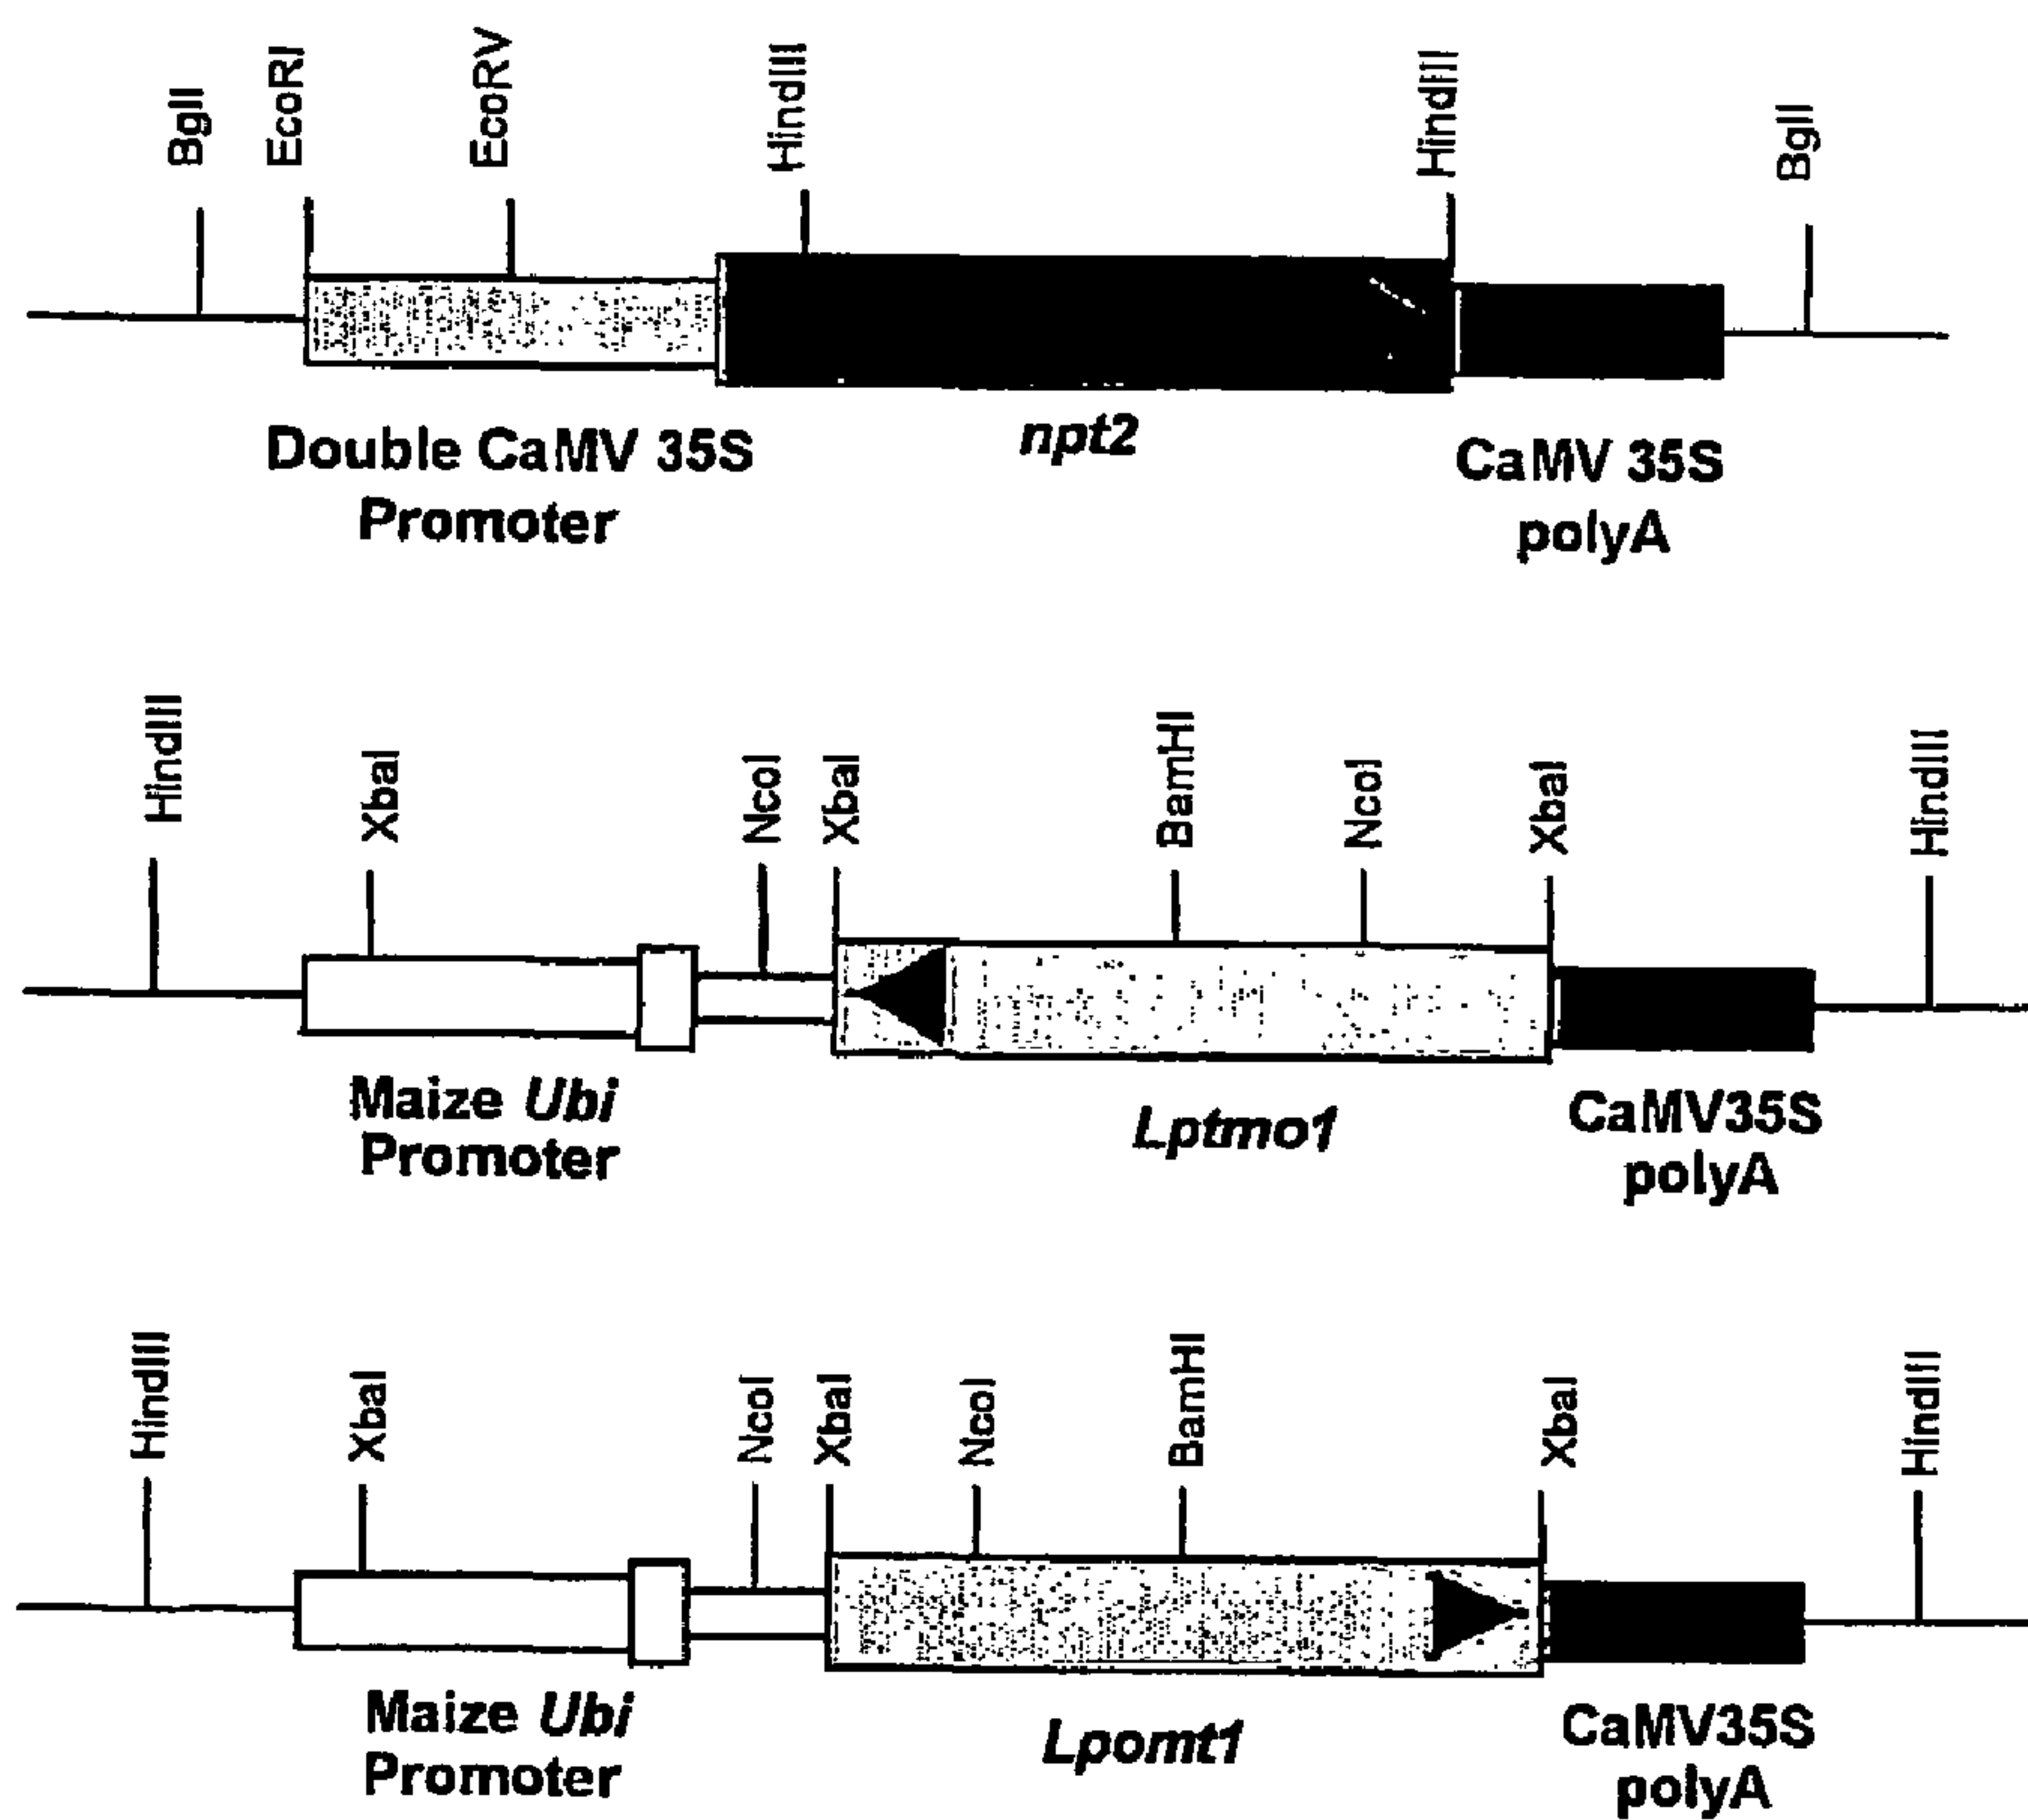 BglI
EcoRI
EcoRV
HindIII
HindIII
BglI
Double CaMV 35S
Promoter
npt2
CaMV 35S
polyA
HindIII
XbaI
NcoI
XbaI
BamHI
NcoI
XbaI
HindIII
Maize Ubi
Promoter
Lptmo1
CaMV35S
polyA
HindIII
XbaI
NcoI
XbaI
NcoI
BamHI
XbaI
HindIII
Maize Ubi
Promoter
Lpomt1
CaMV35S
polyA